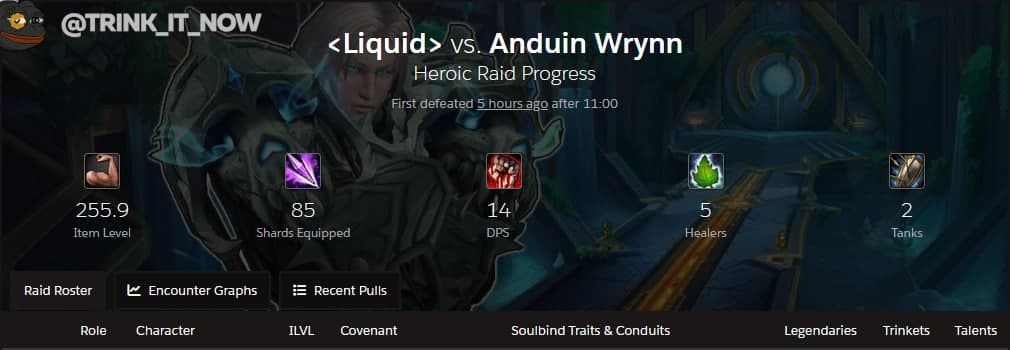 @TRINK_IT_NOW
<Liquid> vs. Anduin Wrynn
Heroic Raid Progress
First defeated 5 hours ago after 11:00
255.9 85 14 5 2
Item Level Shards Equipped DPS Healers Tanks
Raid Roster Encounter Graphs Recent Pulls
Role Character ILVL Covenant Soulbind Traits & Conduits Legendaries Trinkets Talents